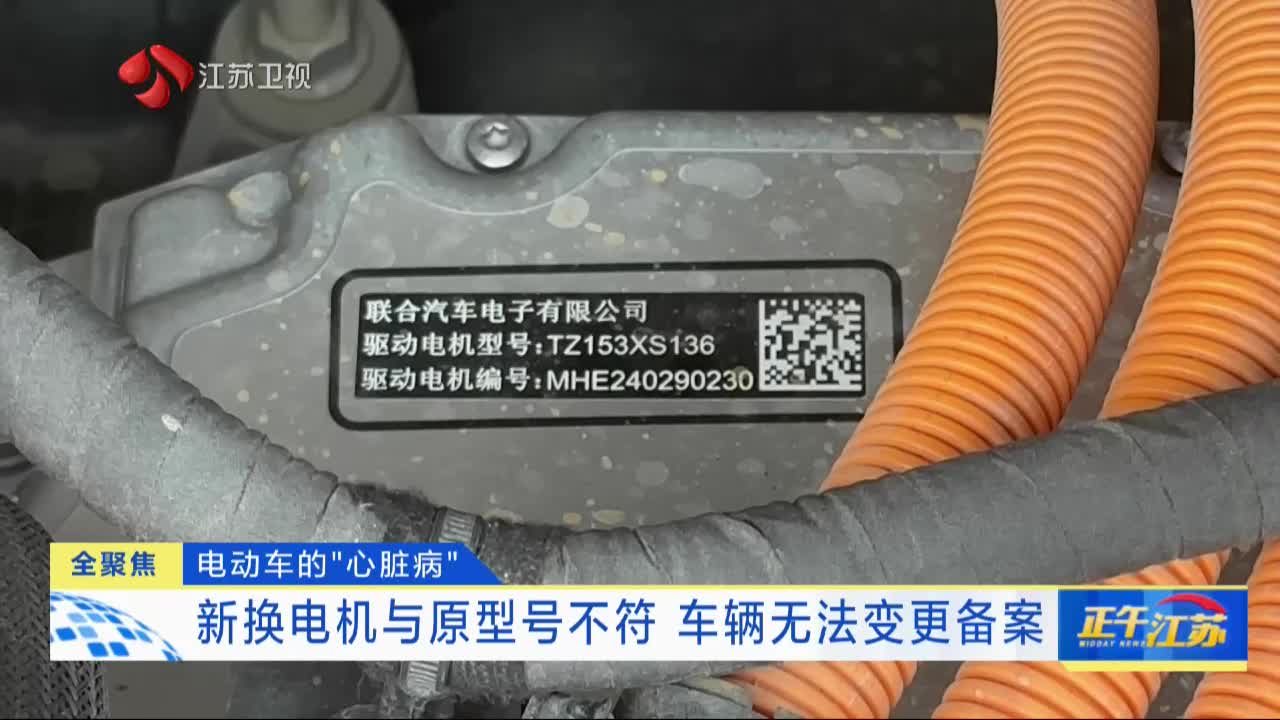 江苏卫视
联合汽车电子有限公司
驱动电机型号:TZ153XS136
驱动电机编号:MHE240290230
全聚焦
电动车的"心脏病"
新换电机与原型号不符 车辆无法变更备案
正午江苏
MIDDAY NEWS